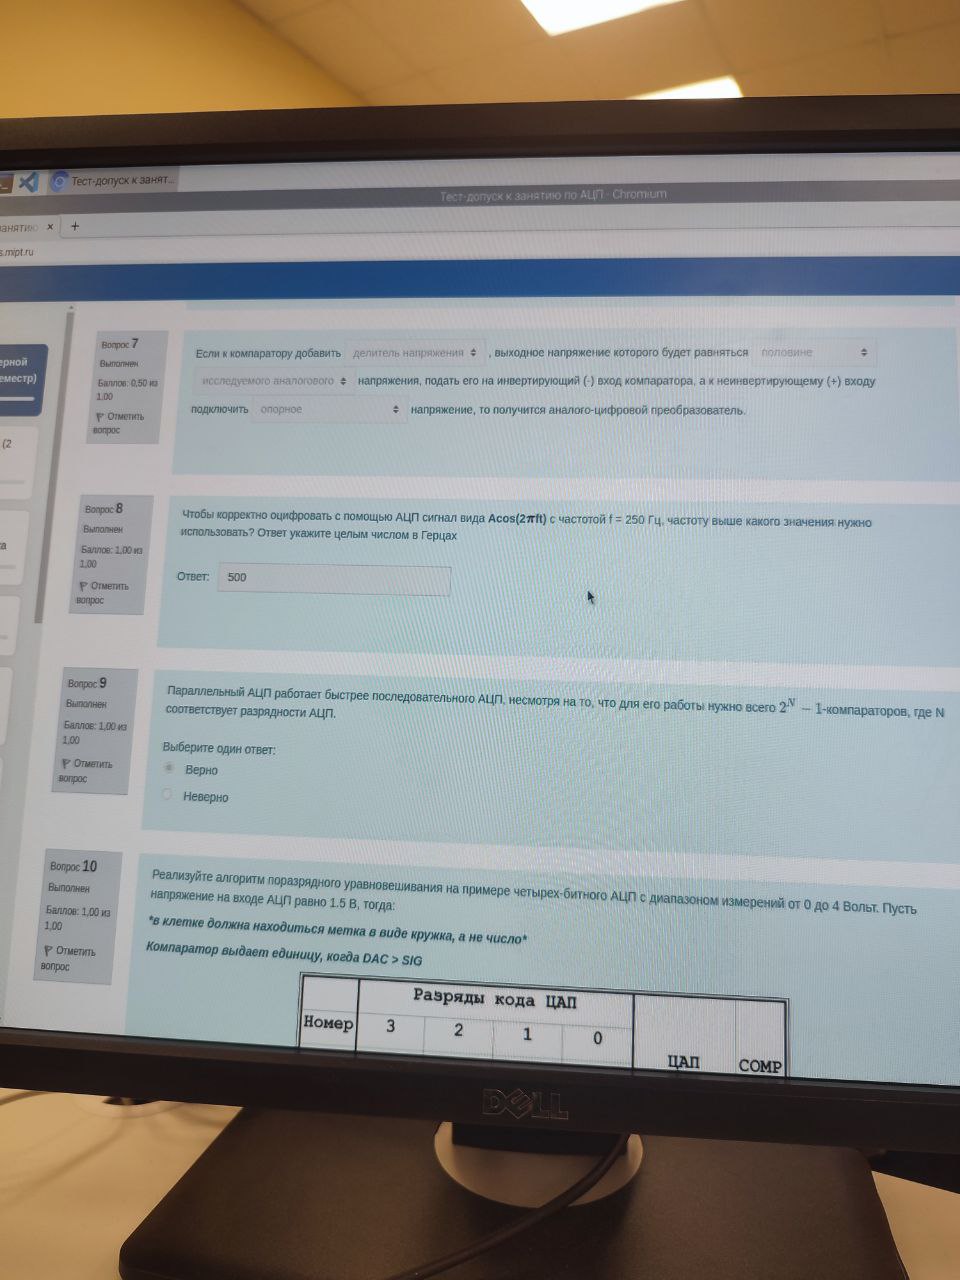 Тест-допуск к занят...
Тест-допуск к занятию по АЦП - Chromium
занятию × +
s.mipt.ru
ерной
еместр)
(2
ка
Вопрос 7
Выполнен
Баллов: 0,50 из
1,00
Отметить
вопрос
Если к компаратору добавить делитель напряжения , выходное напряжение которого будет равняться половине
исследуемого аналогового напряжения, подать его на инвертирующий (-) вход компаратора, а к неинвертирующему (+) входу
подключить опорное напряжение, то получится аналого-цифровой преобразователь.
Вопрос 8
Выполнен
Баллов: 1,00 из
1,00
Отметить
вопрос
Чтобы корректно оцифровать с помощью АЦП сигнал вида Acos(2πft) с частотой f = 250 Гц, частоту выше какого значения нужно
использовать? Ответ укажите целым числом в Герцах
Ответ: 500
Вопрос 9
Выполнен
Баллов: 1,00 из
1,00
Отметить
вопрос
Параллельный АЦП работает быстрее последовательного АЦП, несмотря на то, что для его работы нужно всего 2^N − 1-компараторов, где N
соответствует разрядности АЦП.
Выберите один ответ:
Верно
Неверно
Вопрос 10
Выполнен
Баллов: 1,00 из
1,00
Отметить
вопрос
Реализуйте алгоритм поразрядного уравновешивания на примере четырех-битного АЦП с диапазоном измерений от 0 до 4 Вольт. Пусть
напряжение на входе АЦП равно 1.5 В, тогда:
*в клетке должна находиться метка в виде кружка, а не число*
Компаратор выдает единицу, когда DAC > SIG
Разряды кода ЦАП
Номер 3 2 1 0 ЦАП COMP
DELL